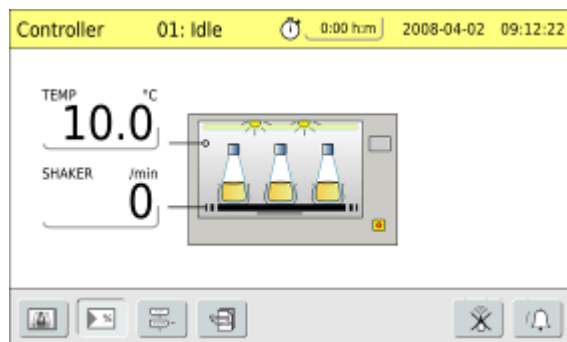 Controller 01: Idle 0:00 h:m 2008-04-02 09:12:22
TEMP °C
10.0
SHAKER /min
0
%